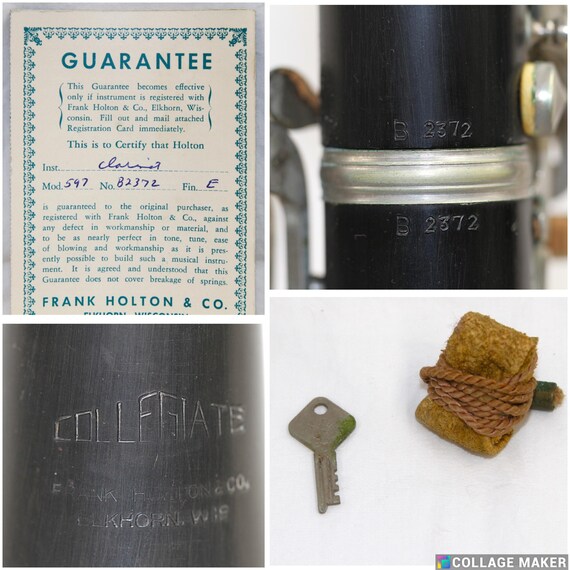 GUARANTEE
This Guarantee becomes effective
only if instrument is registered with
Frank Holton & Co., Elkhorn, Wis-
consin. Fill out and mail attached
Registration Card immediately.
This is to Certify that Holton
Inst. Clarinet
Mod. 597 No. B2372 Fin. E
is guaranteed to the original purchaser, as
registered with Frank Holton & Co., against
any defect in workmanship or material, and
to be as nearly perfect in tone, tune, ease
of blowing and workmanship as it is pres-
ently possible to build such a musical instru-
ment. It is agreed and understood that this
Guarantee does not cover breakage of springs.
FRANK HOLTON & CO.
ELKHORN, WISCONSIN
B 2372
B 2372
COLLEGIATE
FRANK HOLTON & CO.
ELKHORN, WIS
COLLAGE MAKER